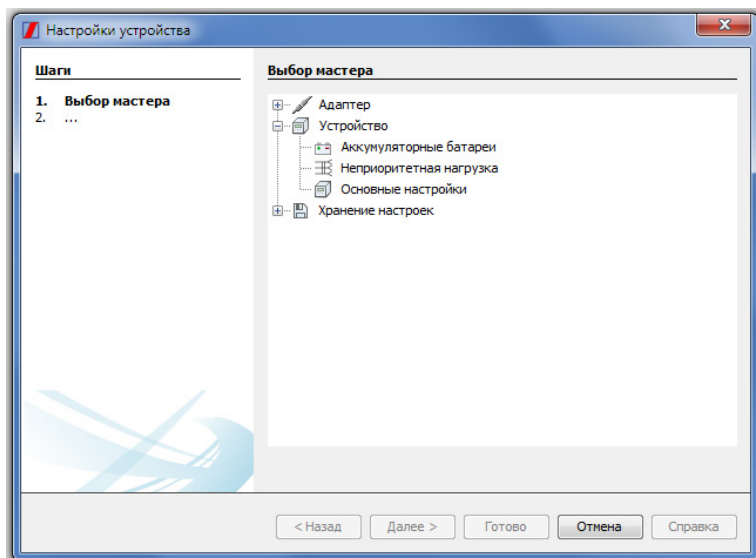 Настройки устройства
Шаги
1. Выбор мастера
2. ...
Выбор мастера
Адаптер
Устройство
Аккумуляторные батареи
Неприоритетная нагрузка
Основные настройки
Хранение настроек
< Назад
Далее >
Готово
Отмена
Справка